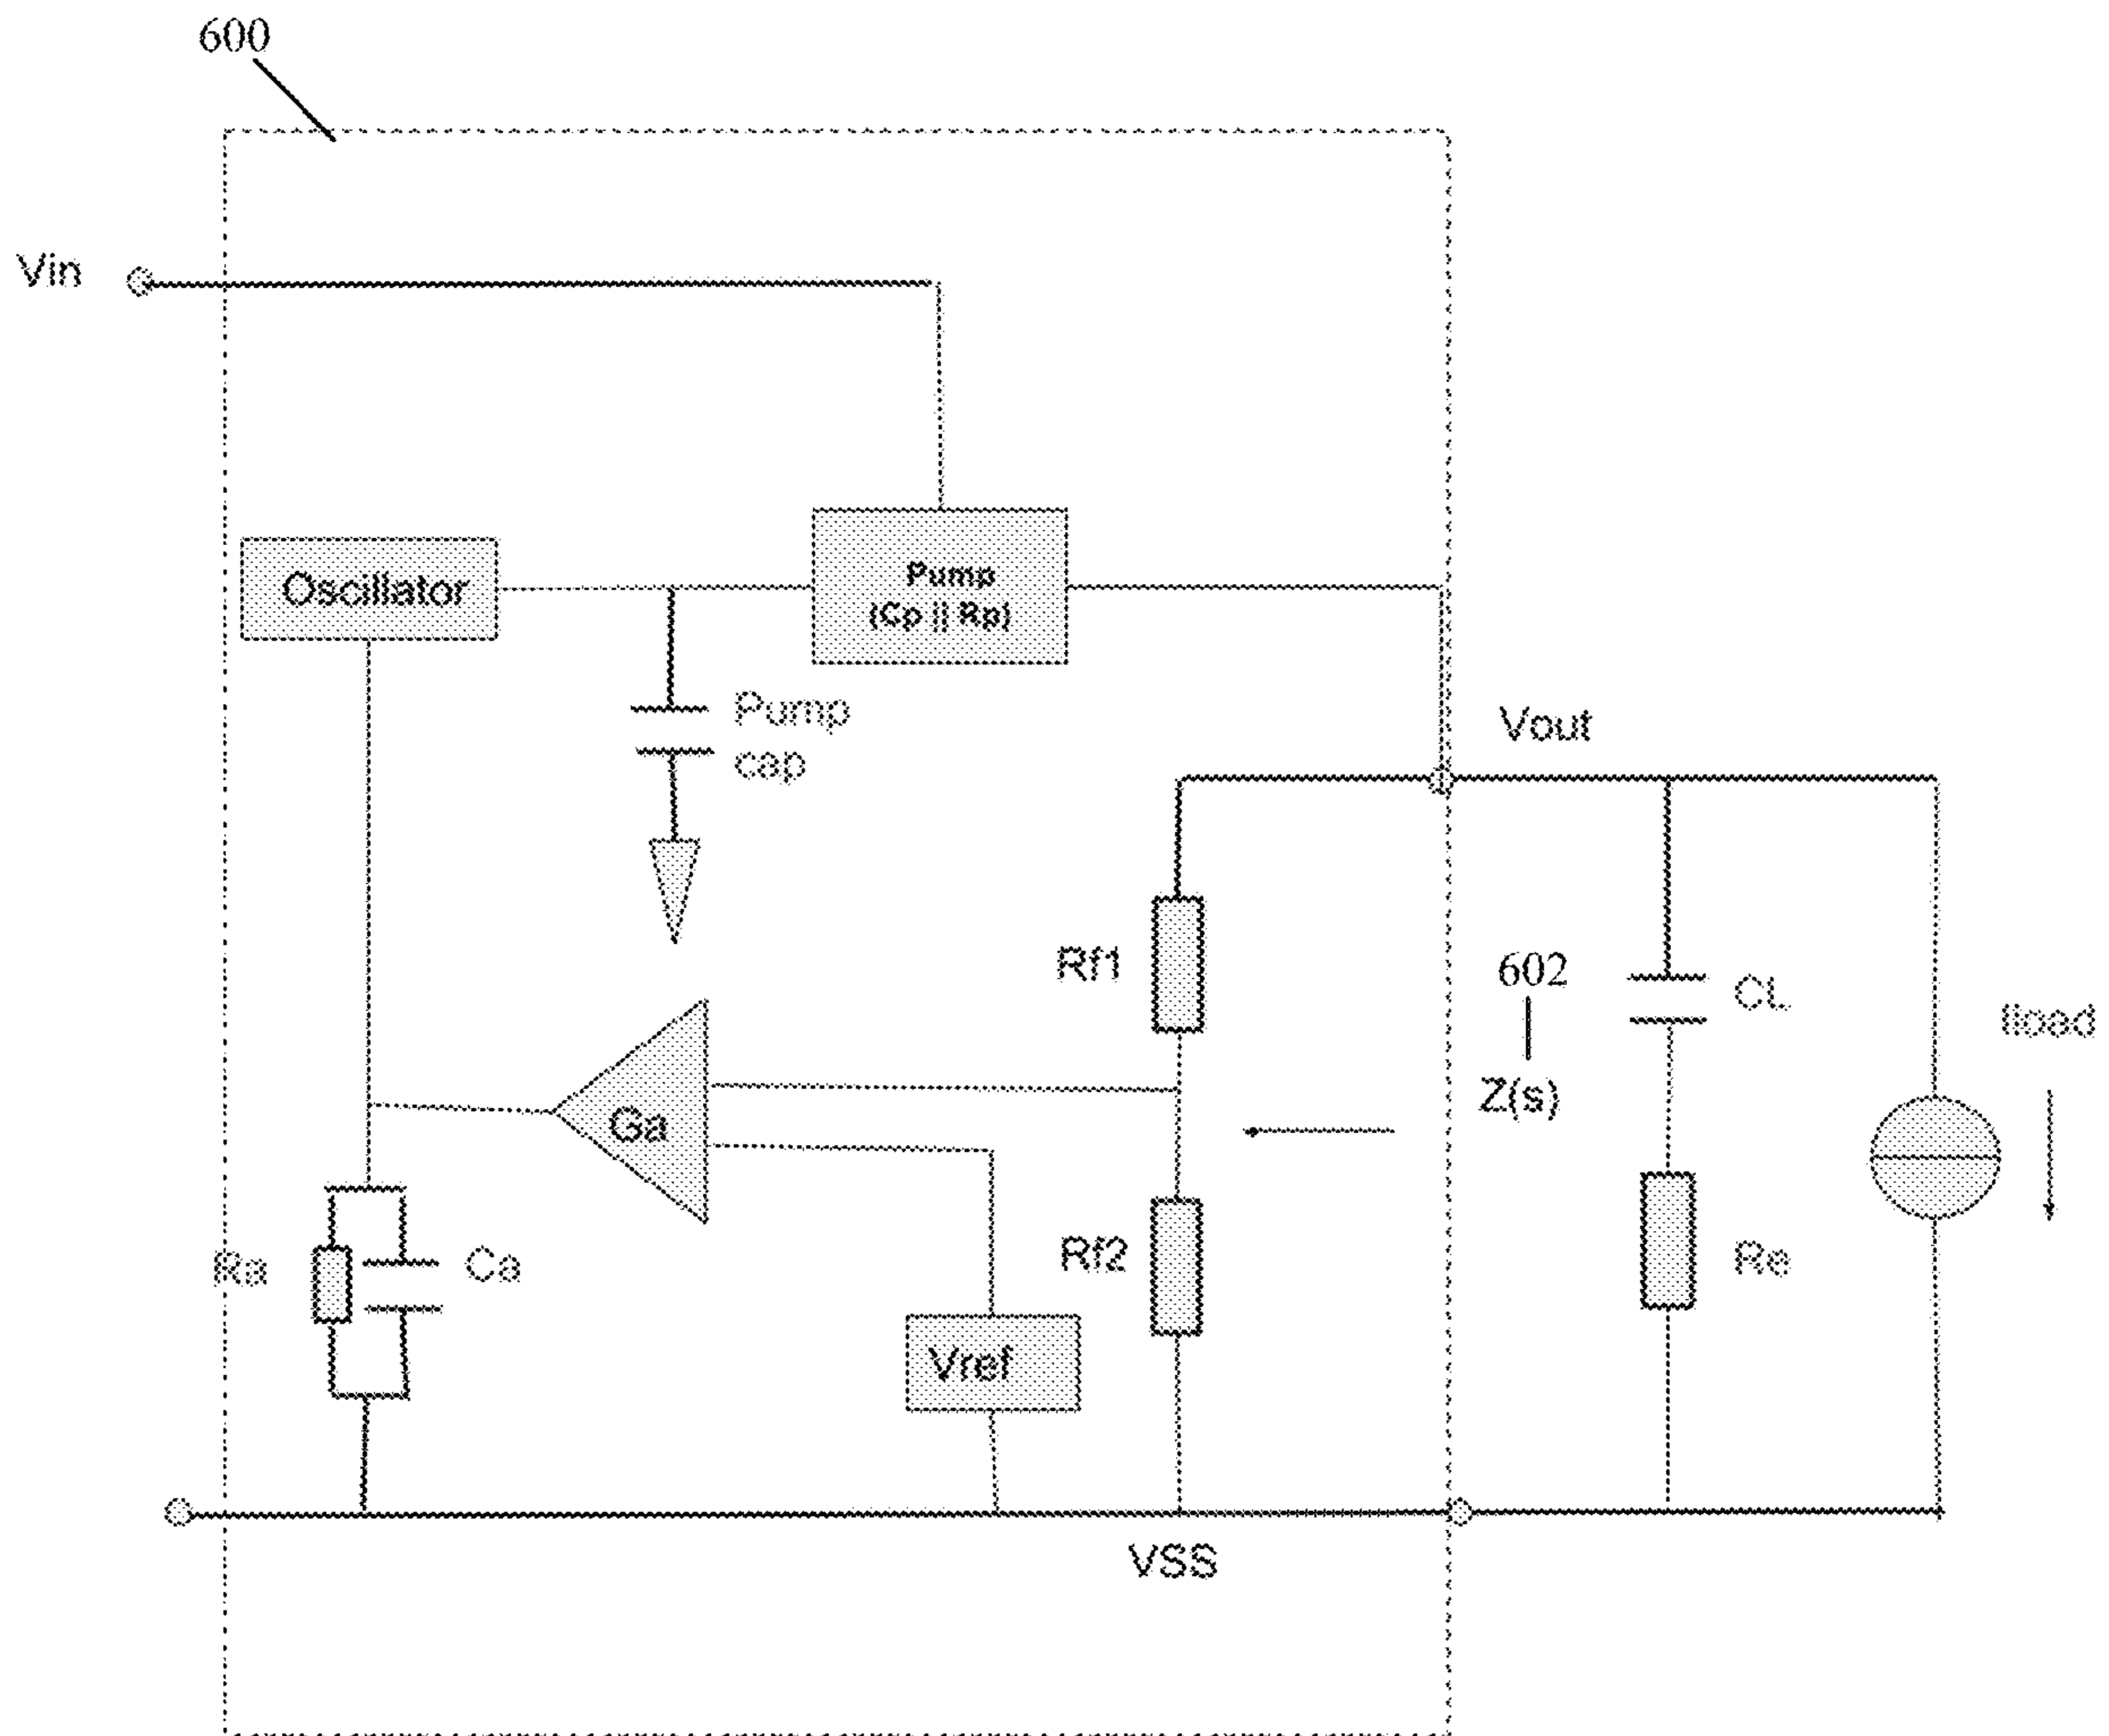 600
Vin
Oscillator
Pump
(Cp || Rp)
Pump
cap
Vout
Rf1
602
CL
Iload
Z(s)
Ga
Ra
Ca
Rf2
Re
Vref
VSS